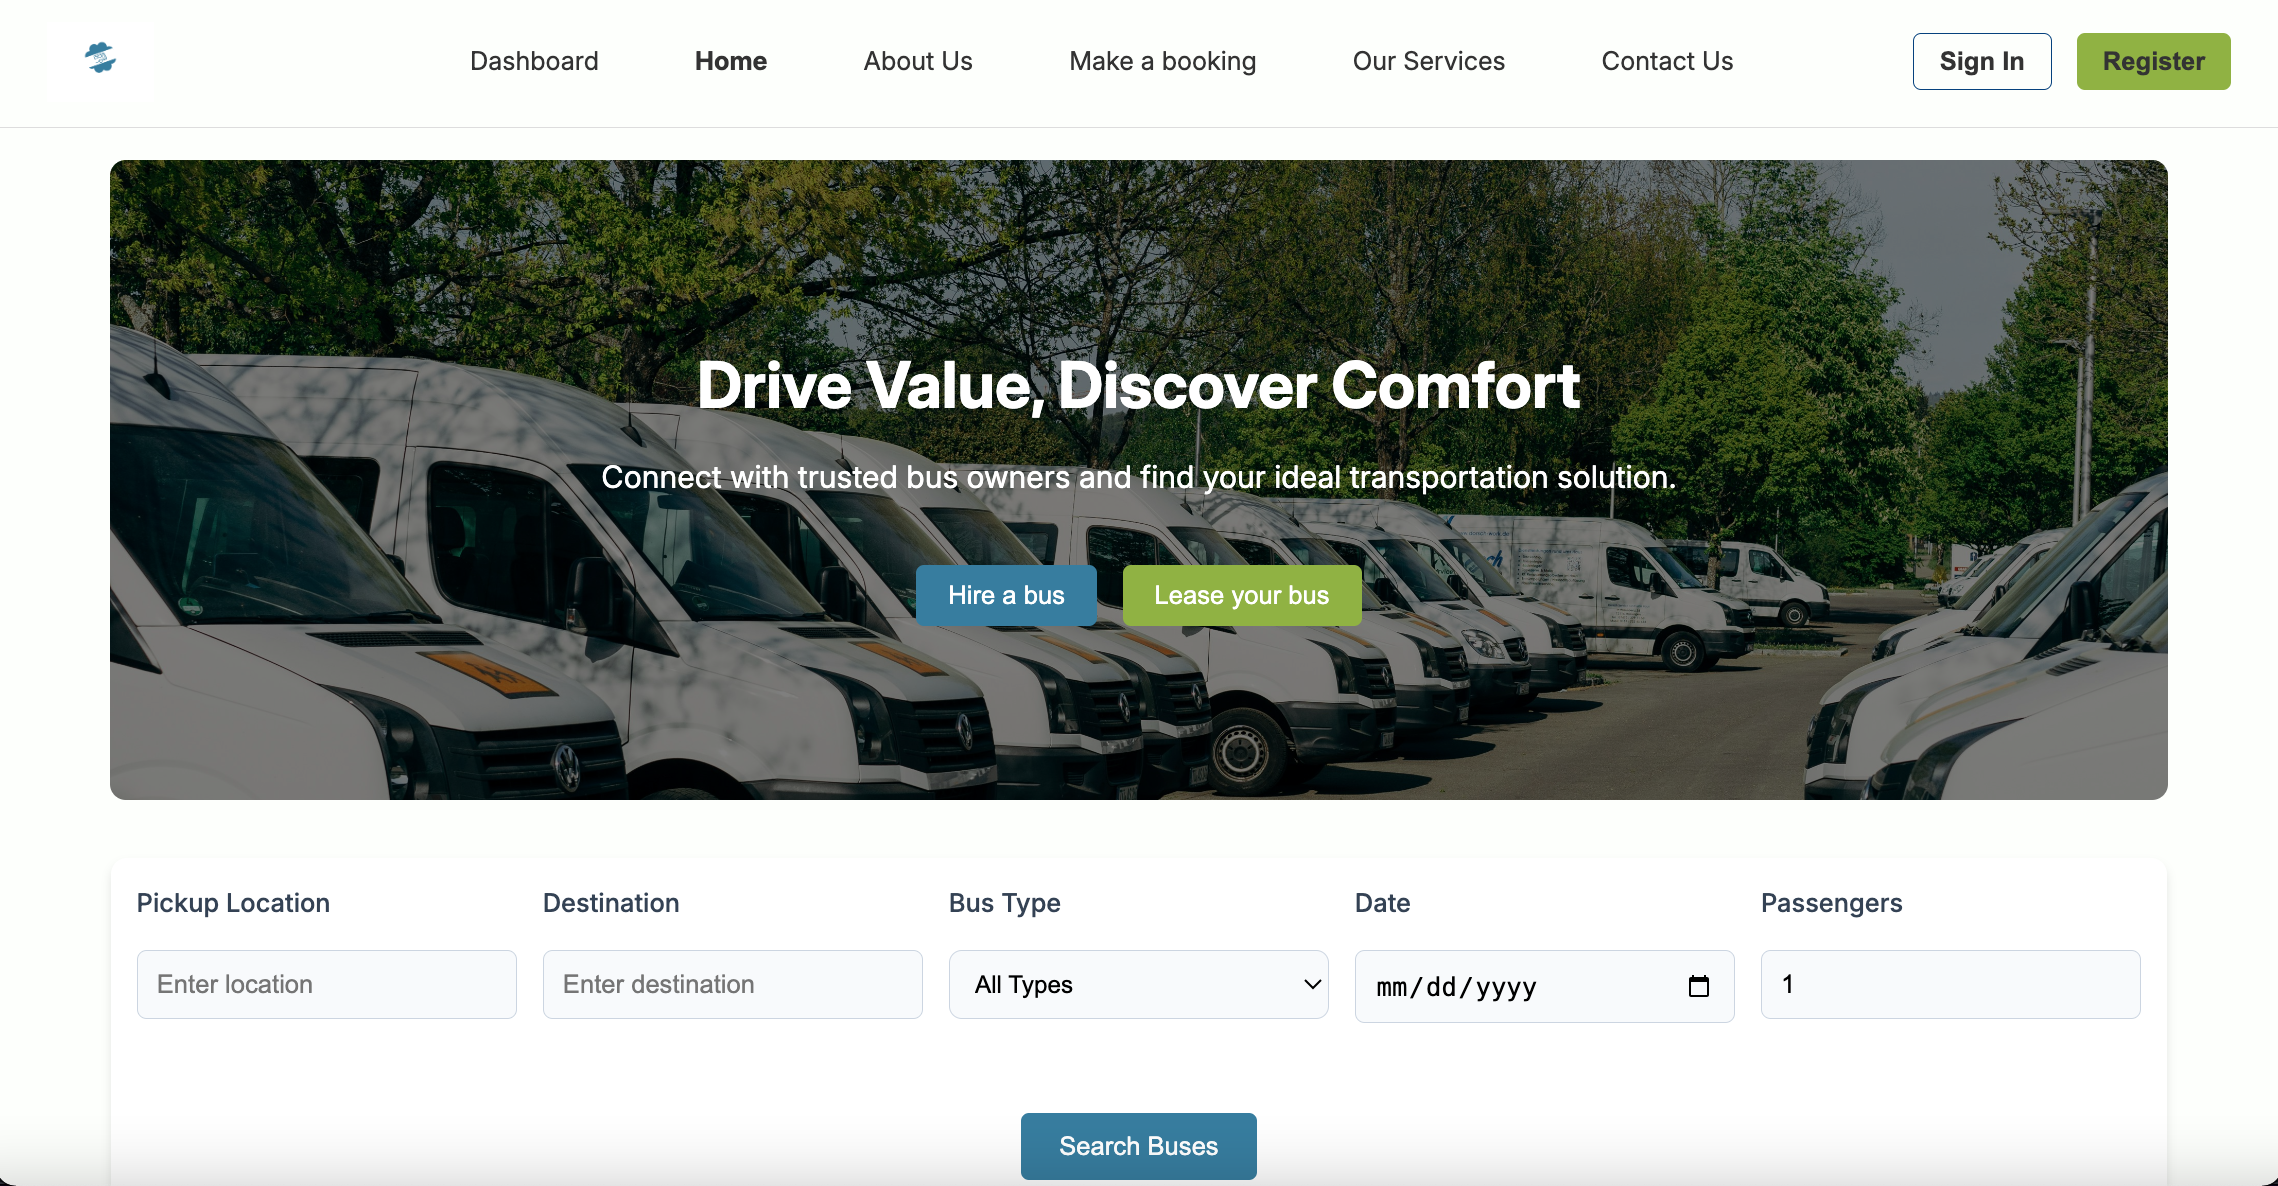 Dashboard Home About Us Make a booking Our Services Contact Us Sign In Register
Drive Value, Discover Comfort
Connect with trusted bus owners and find your ideal transportation solution.
Hire a bus Lease your bus
Pickup Location Destination Bus Type Date Passengers
Enter location Enter destination All Types mm/dd/yyyy 1
Search Buses